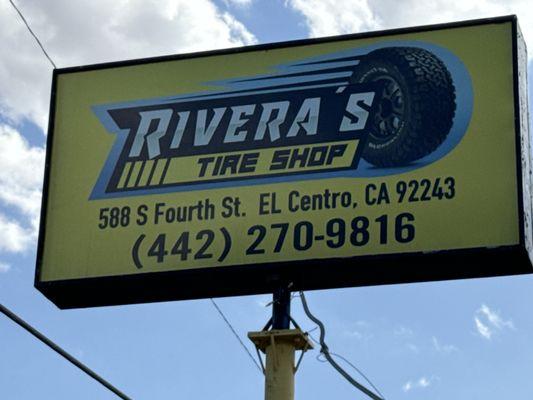 RIVERA'S
TIRE SHOP
588 S Fourth St. EL Centro, CA 92243
(442) 270-9816